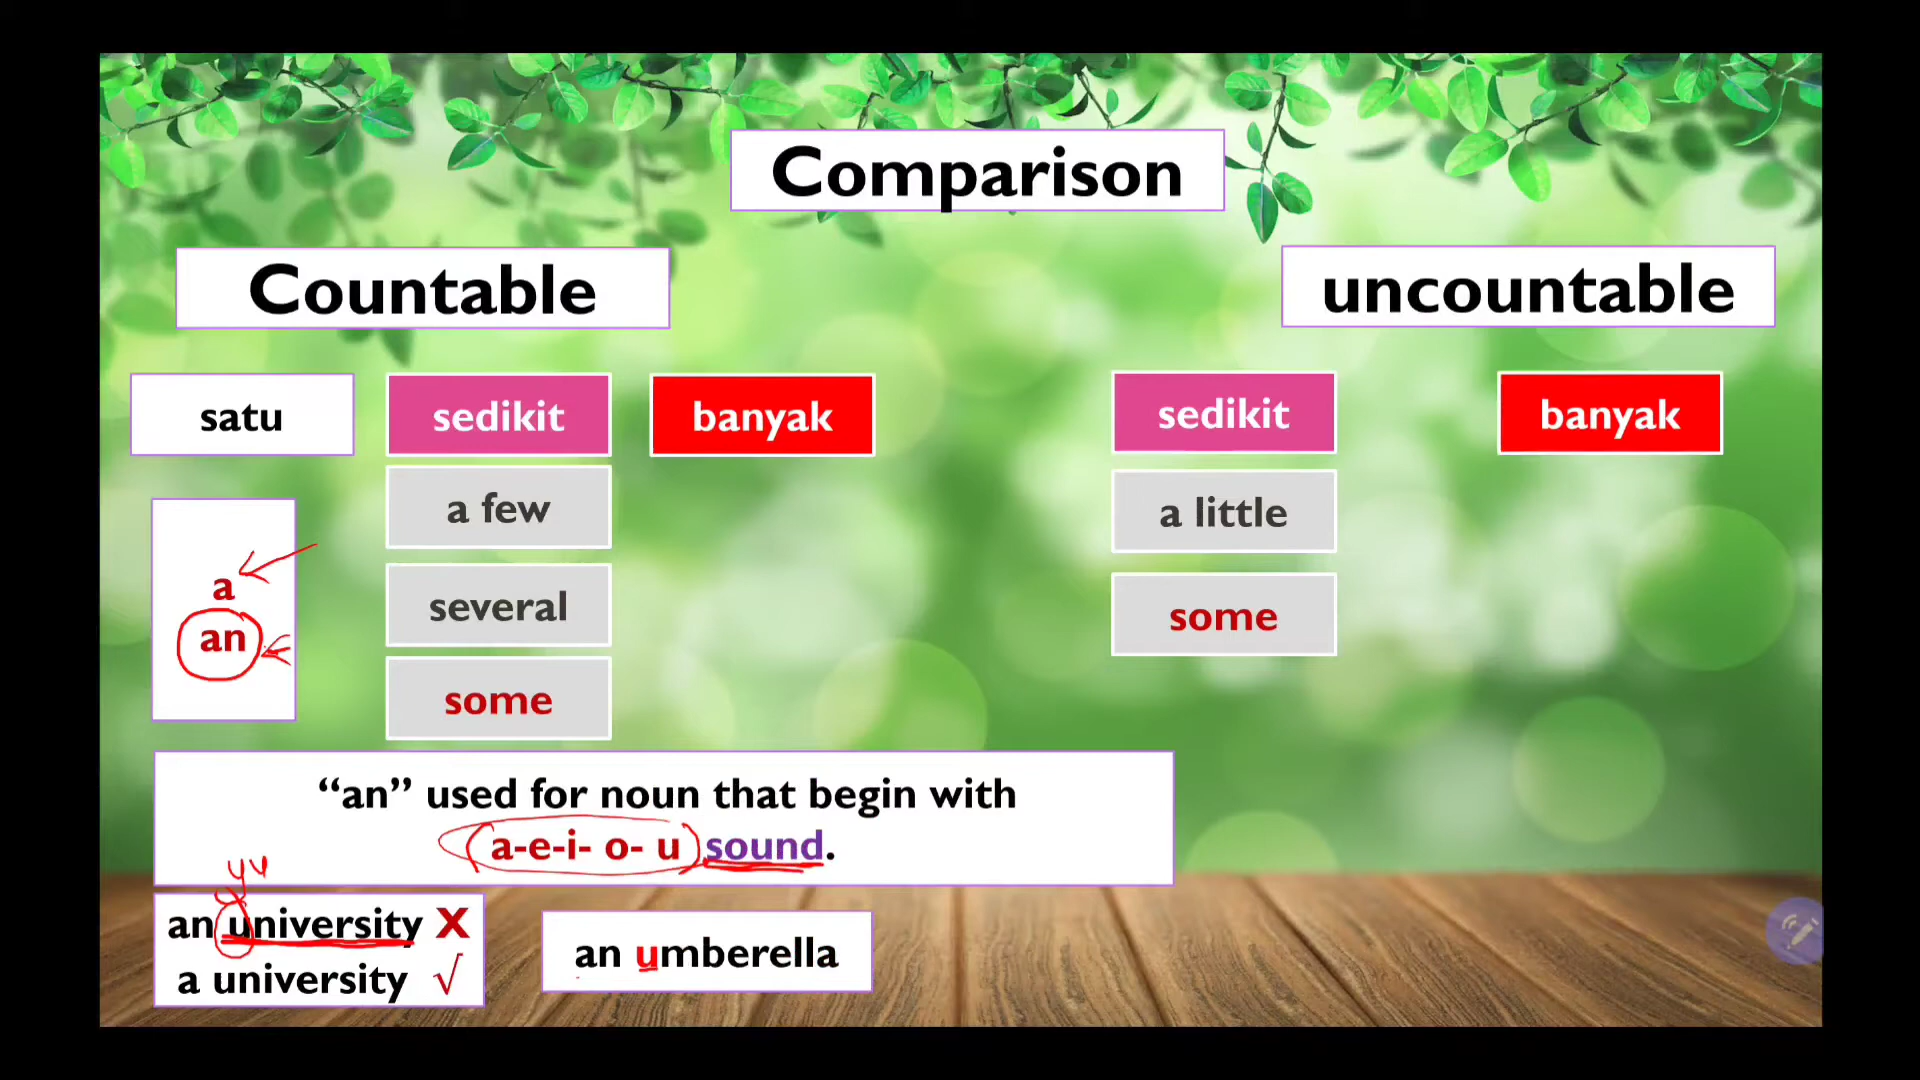 Comparison
Countable
uncountable
satu
sedikit
banyak
sedikit
banyak
a few
a little
several
some
some
a
an
“an” used for noun that begin with
a-e-i- o- u sound.
yu
an university X
a university √
an umberella